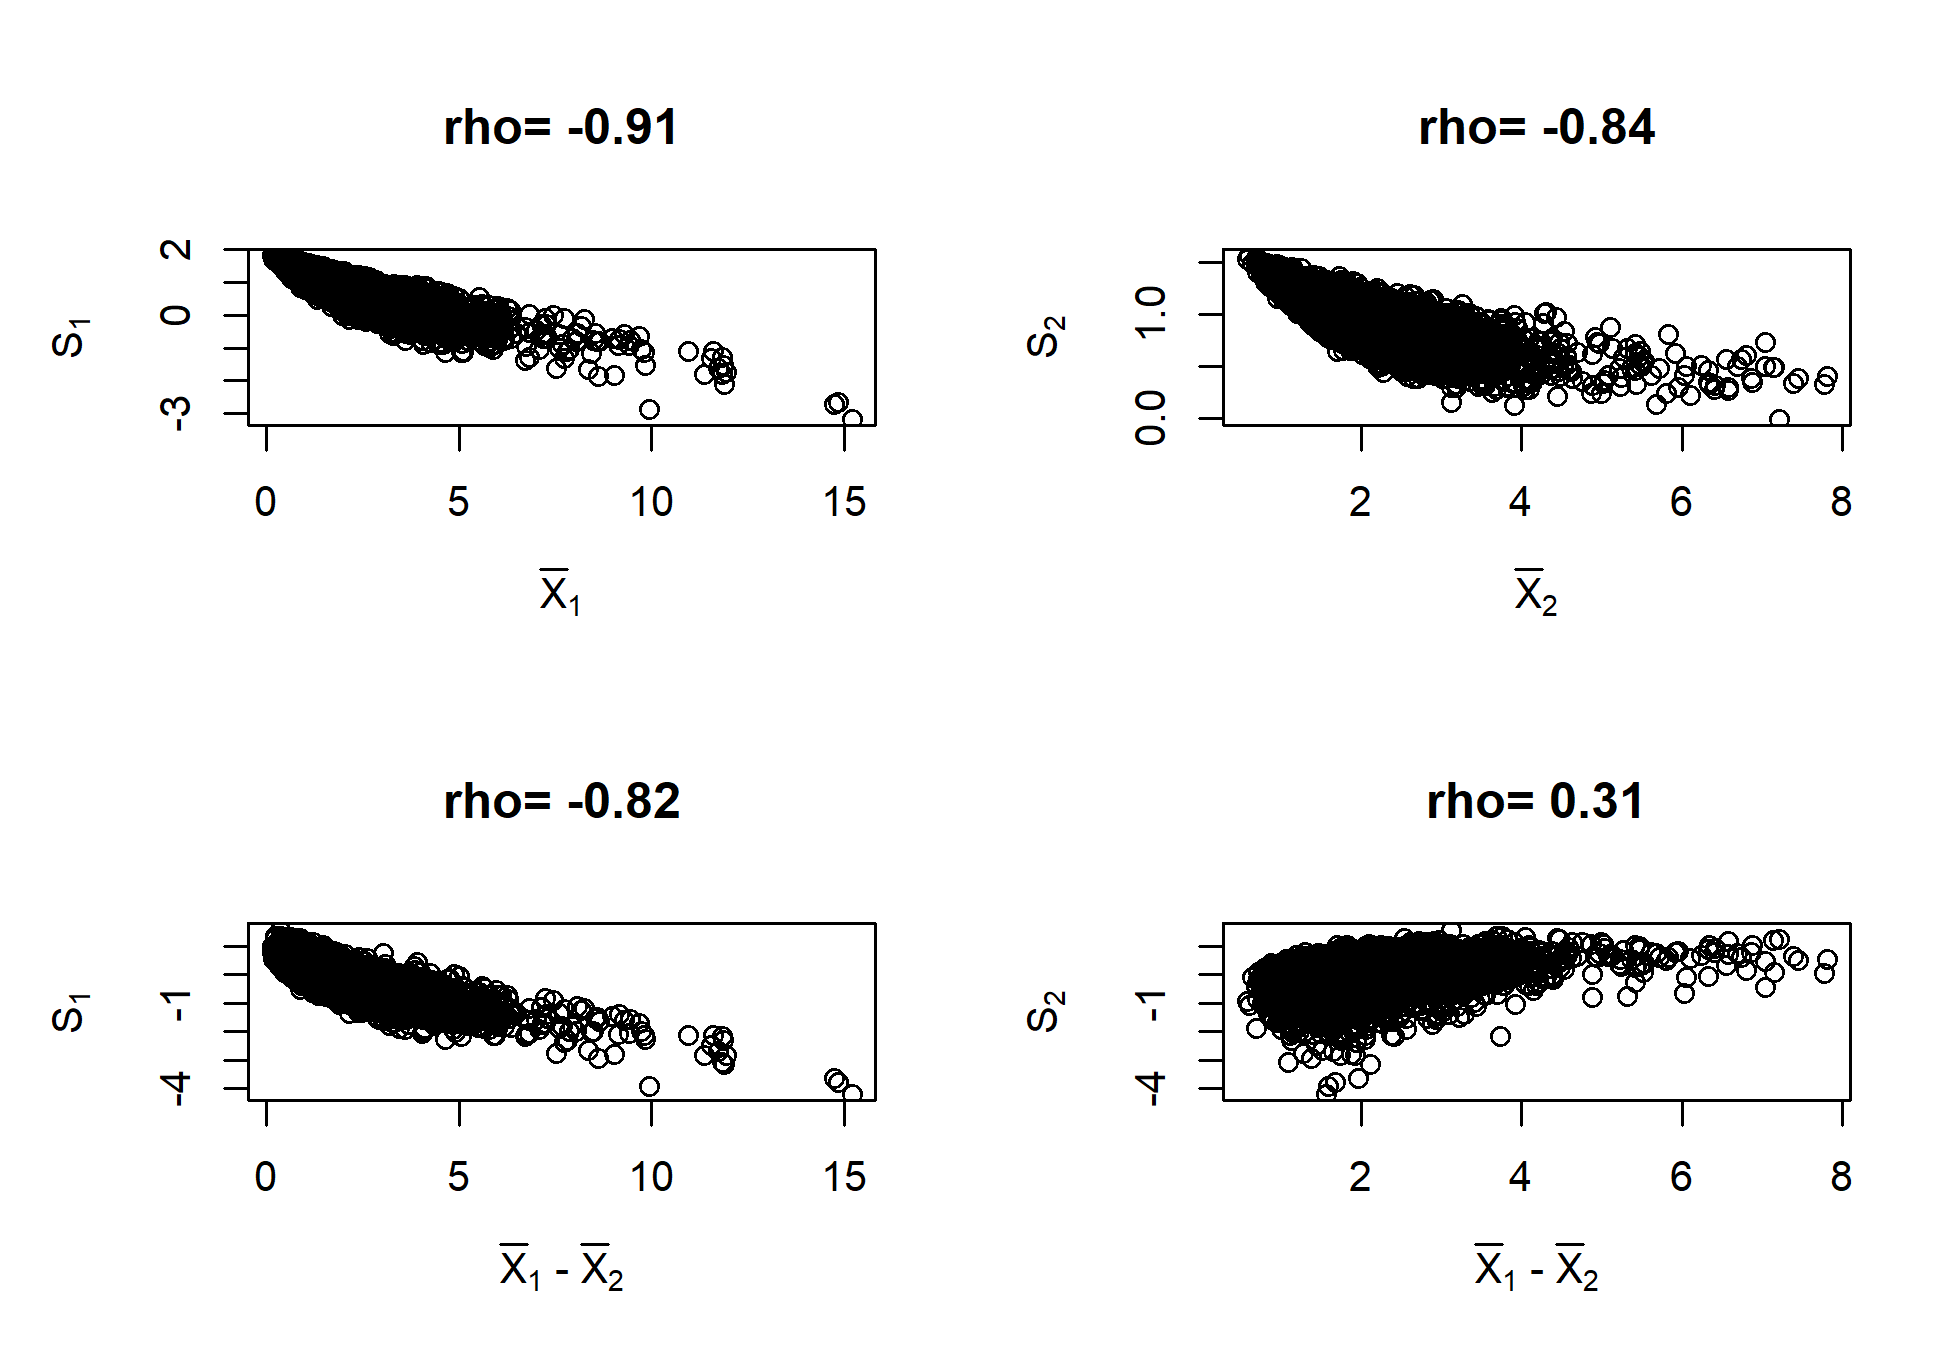 rho= -0.91
S1
2
0
-3
0 5 10 15
X̅1
rho= -0.84
S2
1.0
0.0
2 4 6 8
X̅2
rho= -0.82
S1
-1
-4
0 5 10 15
X̅1 - X̅2
rho= 0.31
S2
-1
-4
2 4 6 8
X̅1 - X̅2